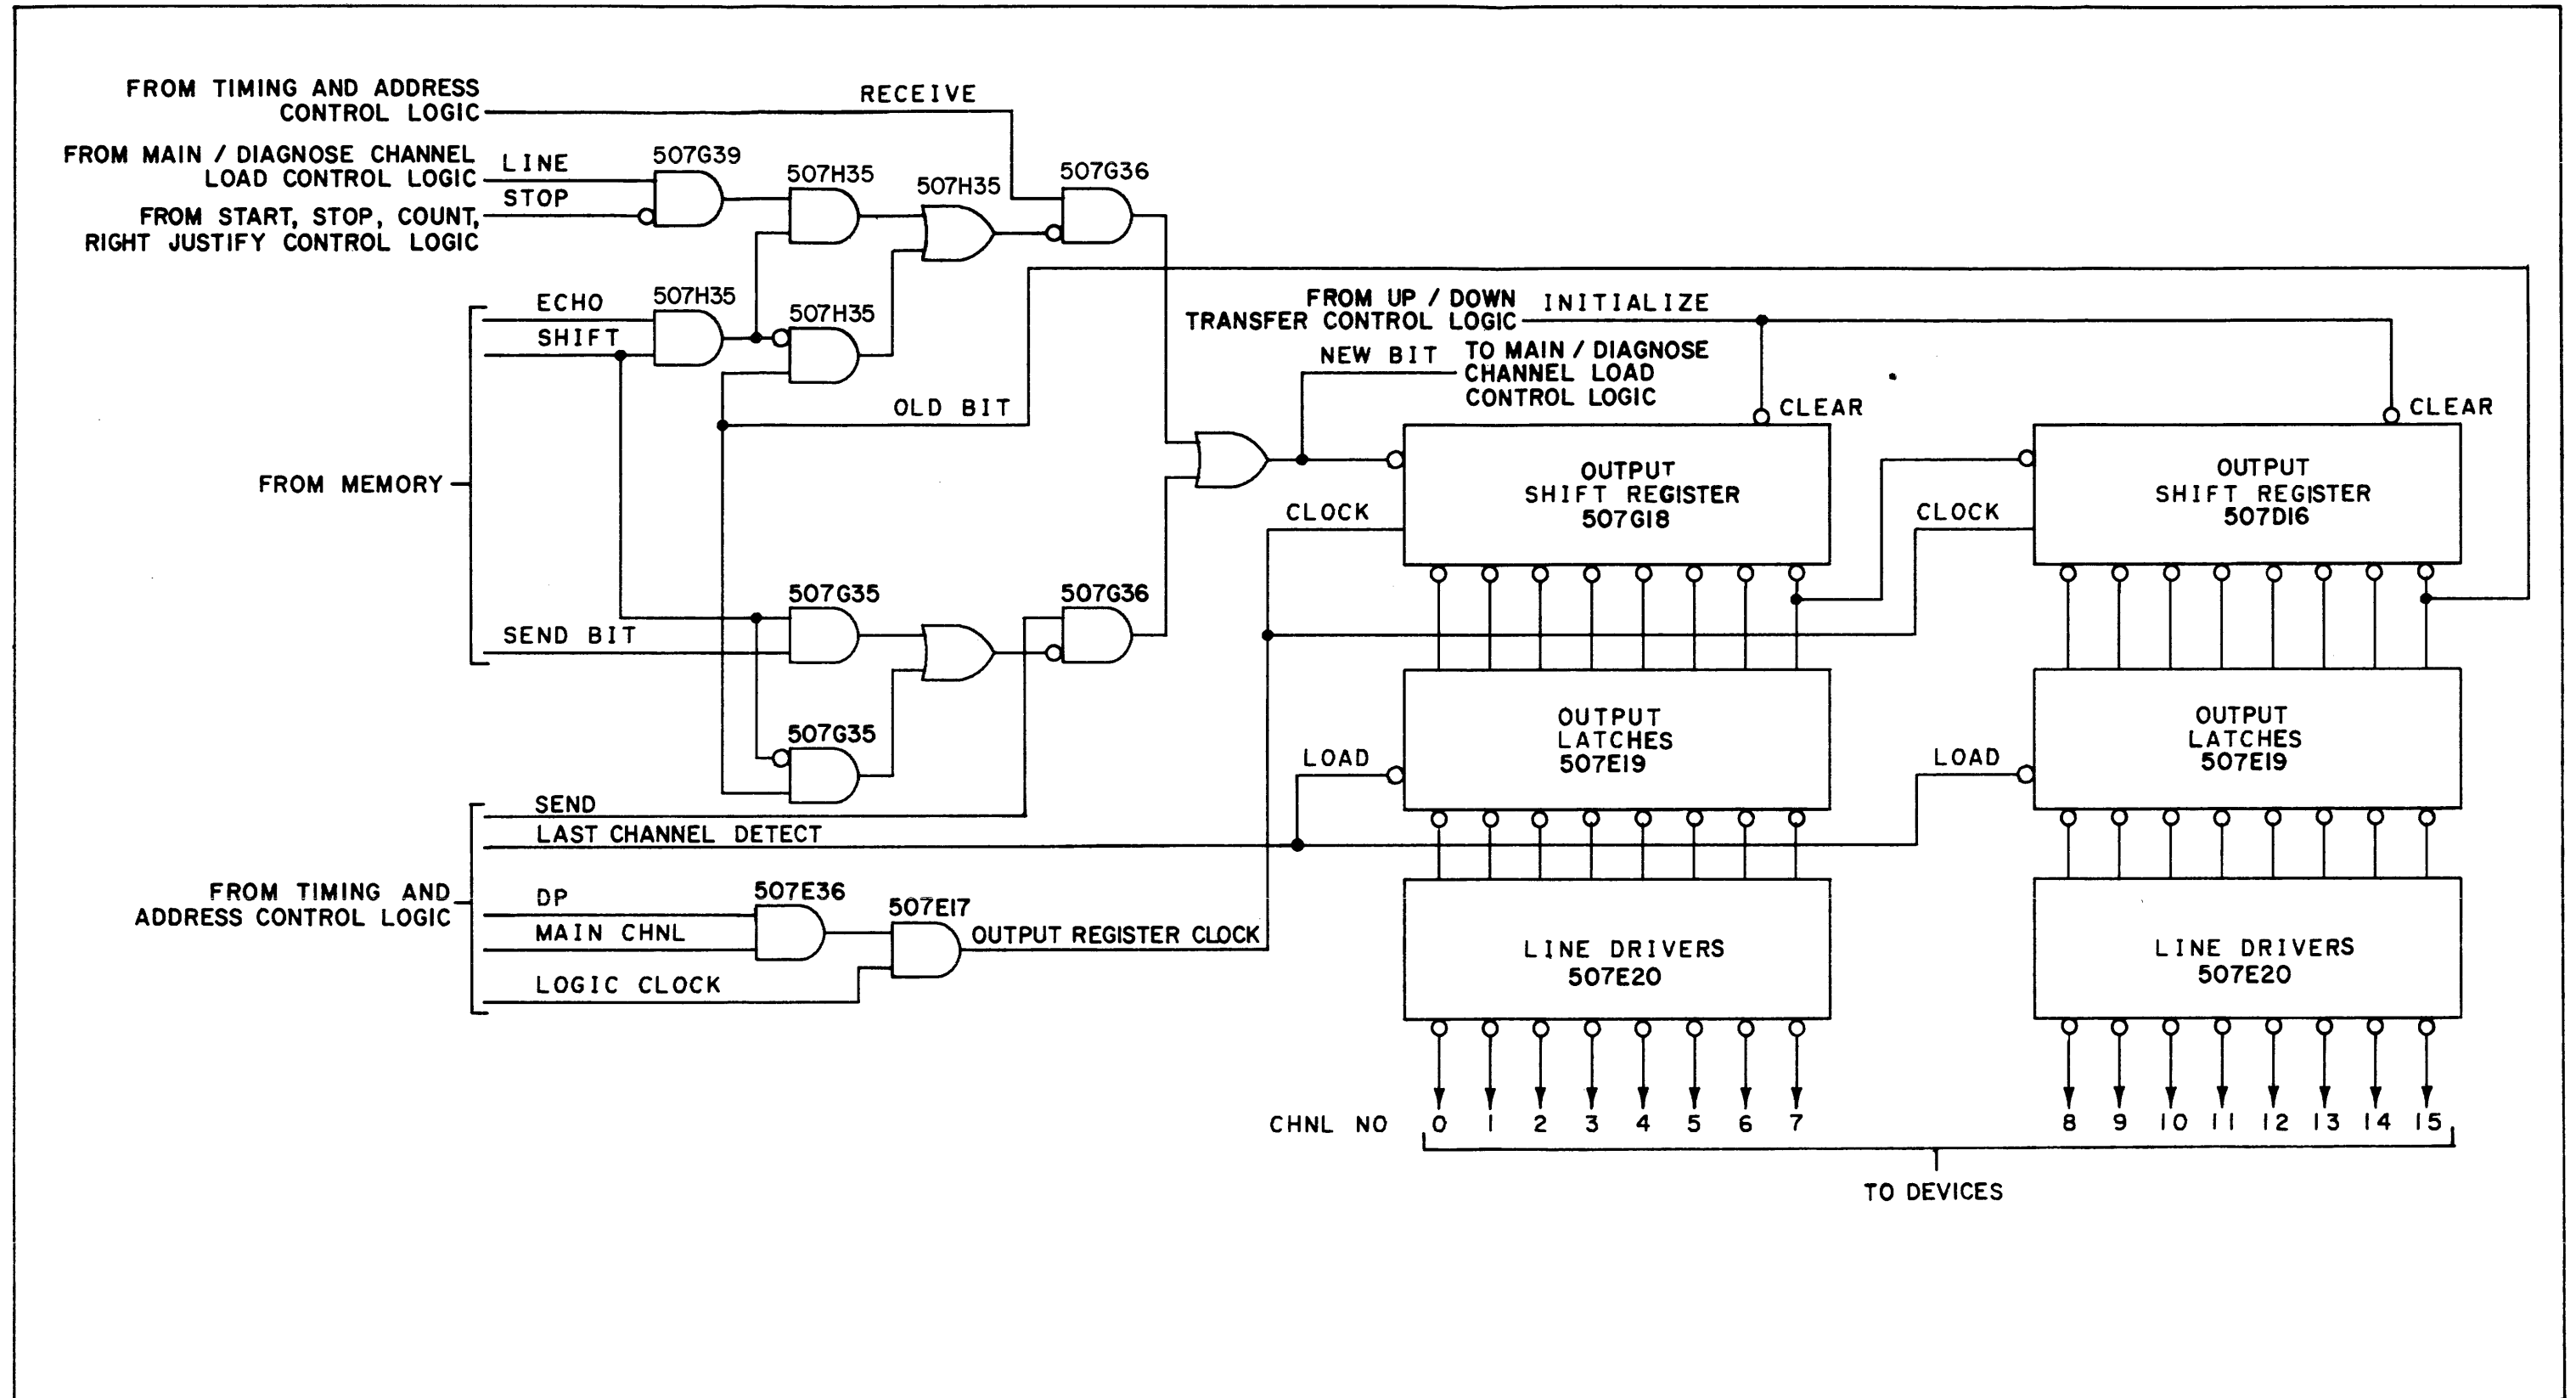 FROM TIMING AND ADDRESS
CONTROL LOGIC
RECEIVE
FROM MAIN / DIAGNOSE CHANNEL
LOAD CONTROL LOGIC
LINE
STOP
FROM START, STOP, COUNT,
RIGHT JUSTIFY CONTROL LOGIC
507G39
507H35
507H35
507G36
ECHO
SHIFT
507H35
507H35
OLD BIT
FROM MEMORY
FROM UP / DOWN
TRANSFER CONTROL LOGIC
INITIALIZE
NEW BIT
TO MAIN / DIAGNOSE
CHANNEL LOAD
CONTROL LOGIC
CLEAR
CLEAR
OUTPUT
SHIFT REGISTER
507G18
OUTPUT
SHIFT REGISTER
507D16
CLOCK
CLOCK
507G35
507G36
SEND BIT
507G35
SEND
LAST CHANNEL DETECT
LOAD
OUTPUT
LATCHES
507E19
LOAD
OUTPUT
LATCHES
507E19
FROM TIMING AND
ADDRESS CONTROL LOGIC
DP
MAIN CHNL
LOGIC CLOCK
507E36
507E17
OUTPUT REGISTER CLOCK
LINE DRIVERS
507E20
LINE DRIVERS
507E20
CHNL NO 0 1 2 3 4 5 6 7 8 9 10 11 12 13 14 15
TO DEVICES